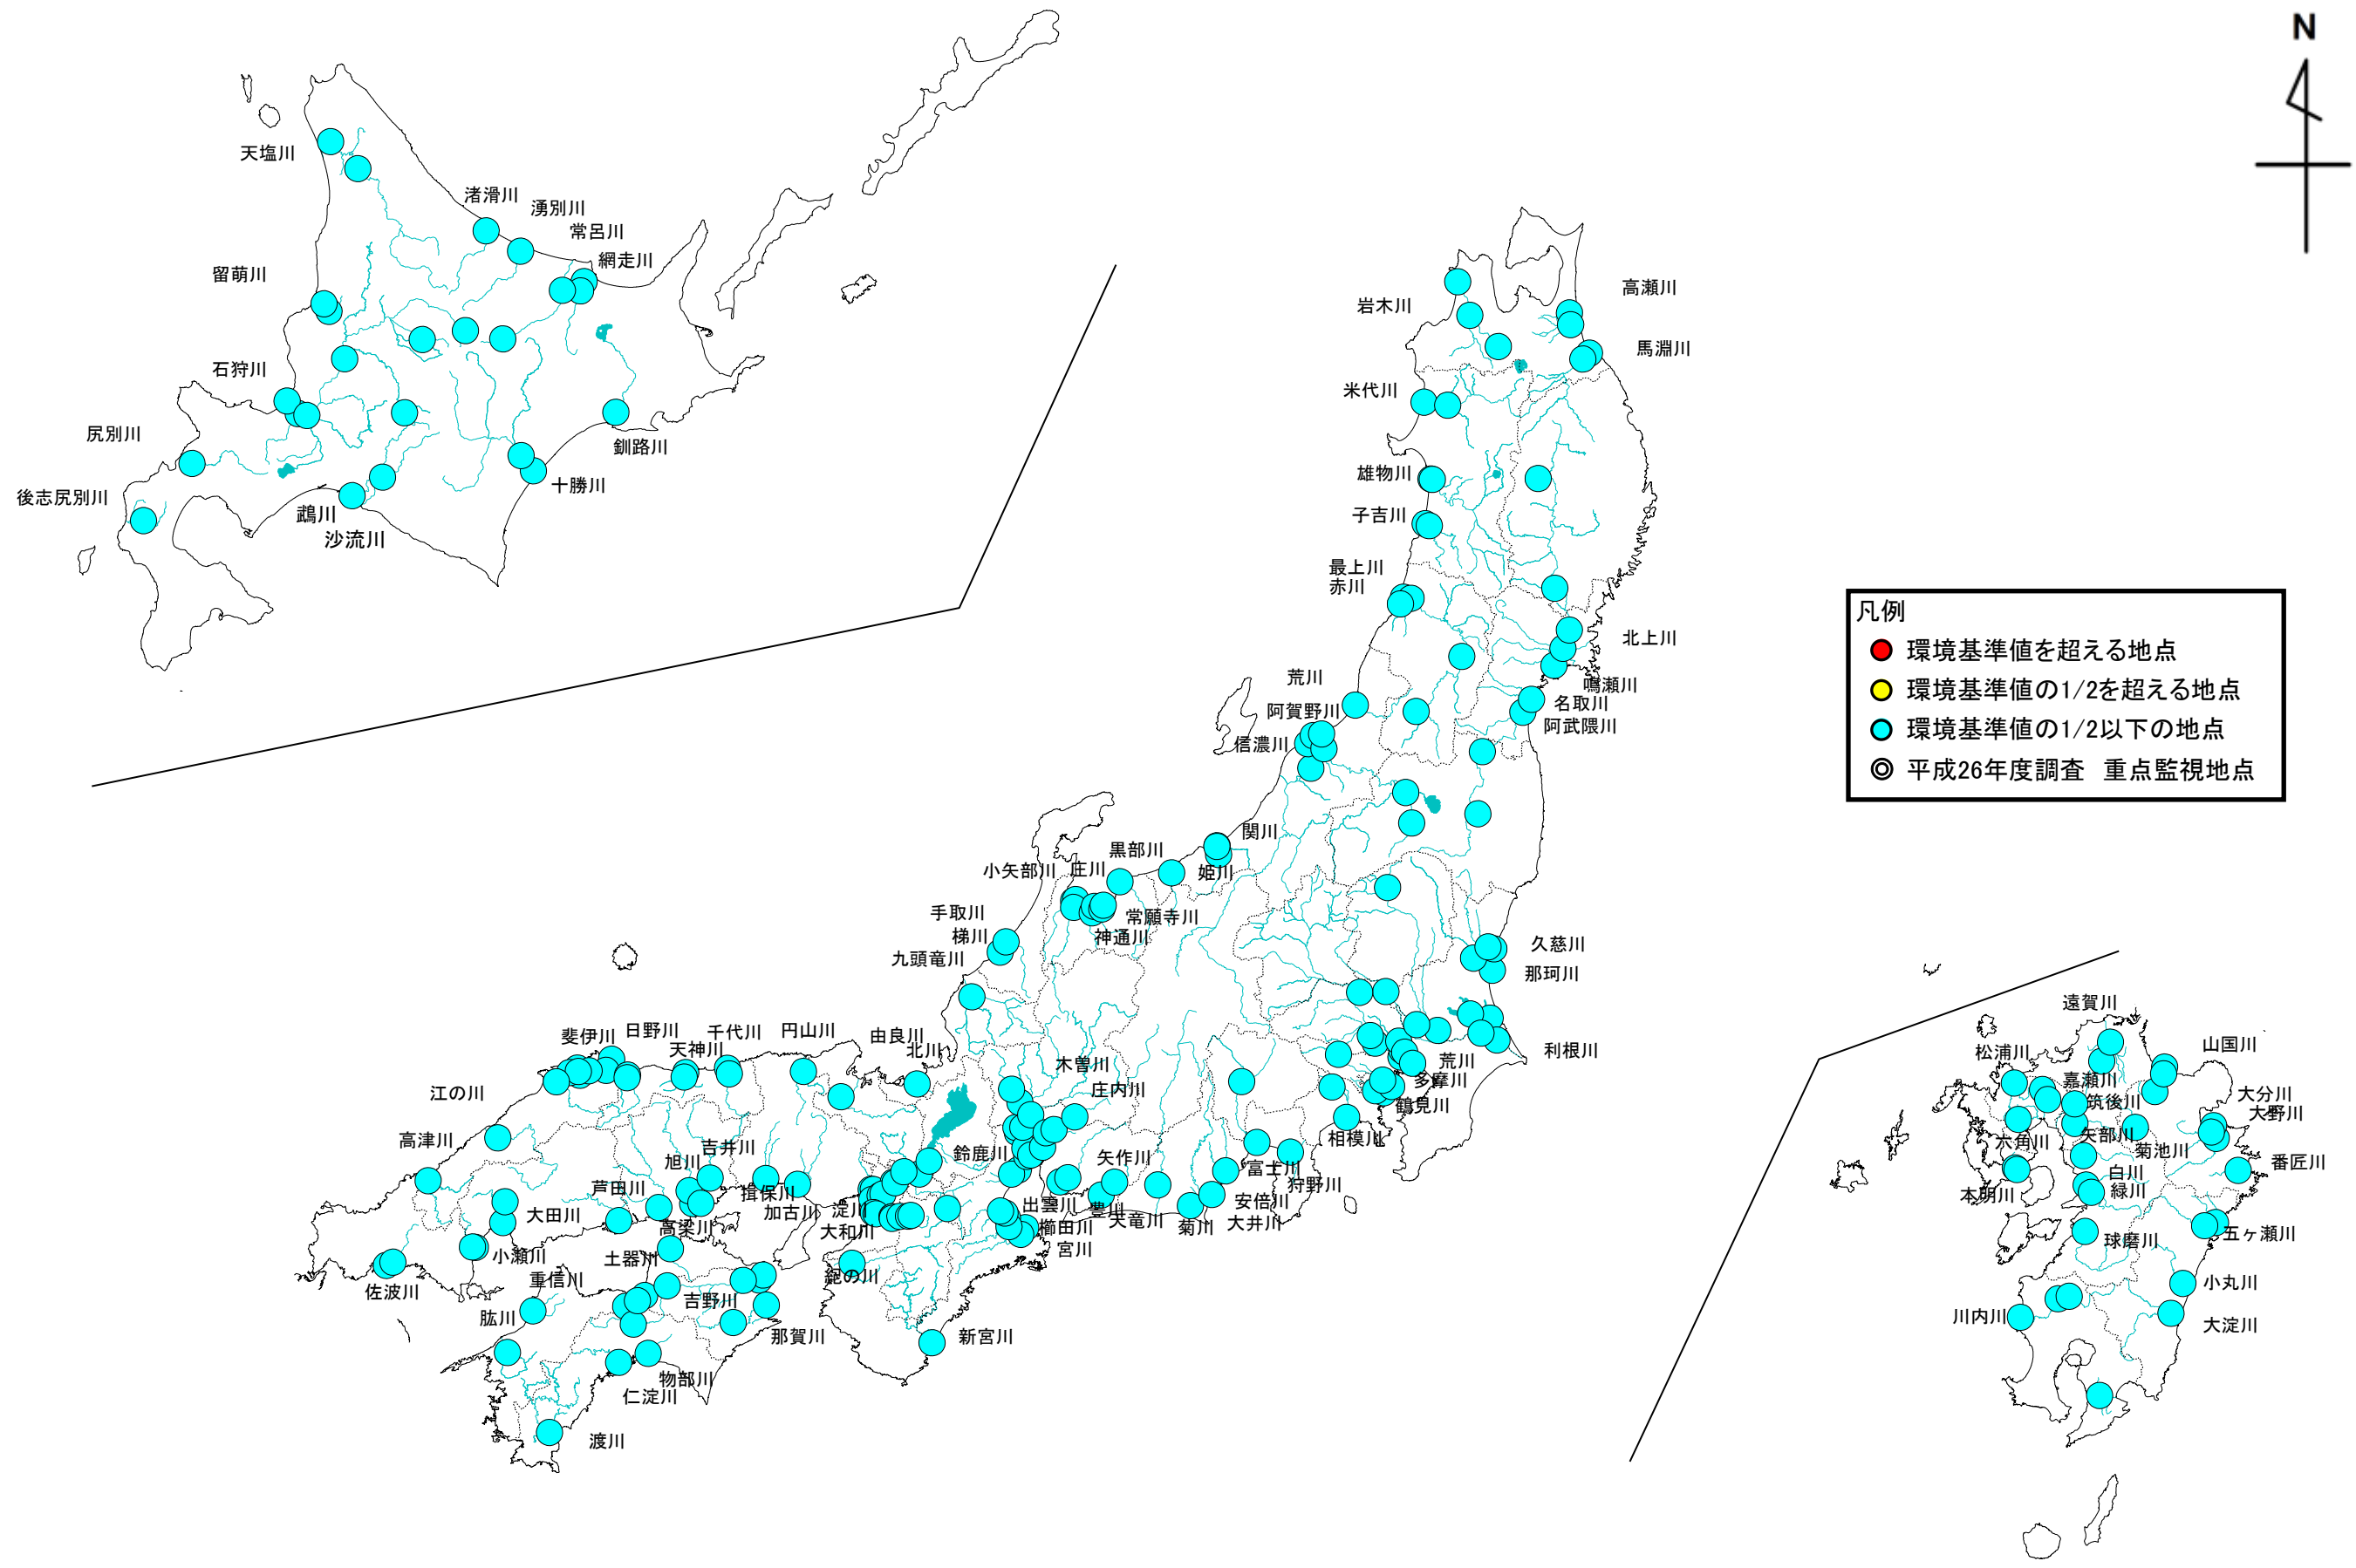 N
天塩川
渚滑川
湧別川
常呂川
網走川
留萌川
石狩川
尻別川
後志尻別川
鵡川
沙流川
十勝川
釧路川
岩木川
高瀬川
馬淵川
米代川
雄物川
子吉川
最上川
赤川
北上川
鳴瀬川
名取川
阿武隈川
荒川
阿賀野川
信濃川
関川
姫川
黒部川
庄川
小矢部川
常願寺川
神通川
手取川
梯川
九頭竜川
久慈川
那珂川
利根川
荒川
多摩川
鶴見川
相模川
富士川
狩野川
安倍川
大井川
菊川
天竜川
豊川
矢作川
木曽川
庄内川
鈴鹿川
出雲川
櫛田川
宮川
由良川
北川
円山川
千代川
天神川
日野川
斐伊川
江の川
高津川
吉井川
旭川
芦田川
高梁川
揖保川
加古川
淀川
大和川
紀の川
新宮川
大田川
小瀬川
佐波川
土器川
重信川
肱川
吉野川
那賀川
物部川
仁淀川
渡川
凡例
環境基準値を超える地点
環境基準値の1/2を超える地点
環境基準値の1/2以下の地点
平成26年度調査　重点監視地点
遠賀川
山国川
松浦川
嘉瀬川
筑後川
大分川
大野川
六角川
矢部川
菊池川
番匠川
本明川
白川
緑川
五ヶ瀬川
球磨川
小丸川
川内川
大淀川